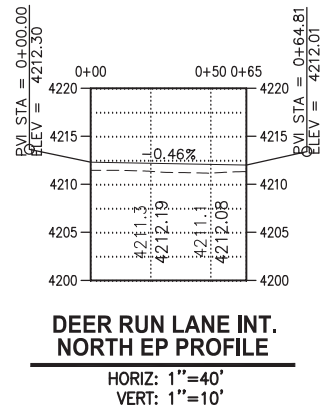 PVI STA = 0+00.00
ELEV = 4212.30
0+00
0+50 0+65
PVI STA = 0+64.81
ELEV = 4212.01
4220
4220
4215
4215
-0.46%
4210
4210
4211.3
4212.19
4211.1
4212.08
4205
4205
4200
4200
DEER RUN LANE INT.
NORTH EP PROFILE
HORIZ: 1"=40'
VERT: 1"=10'